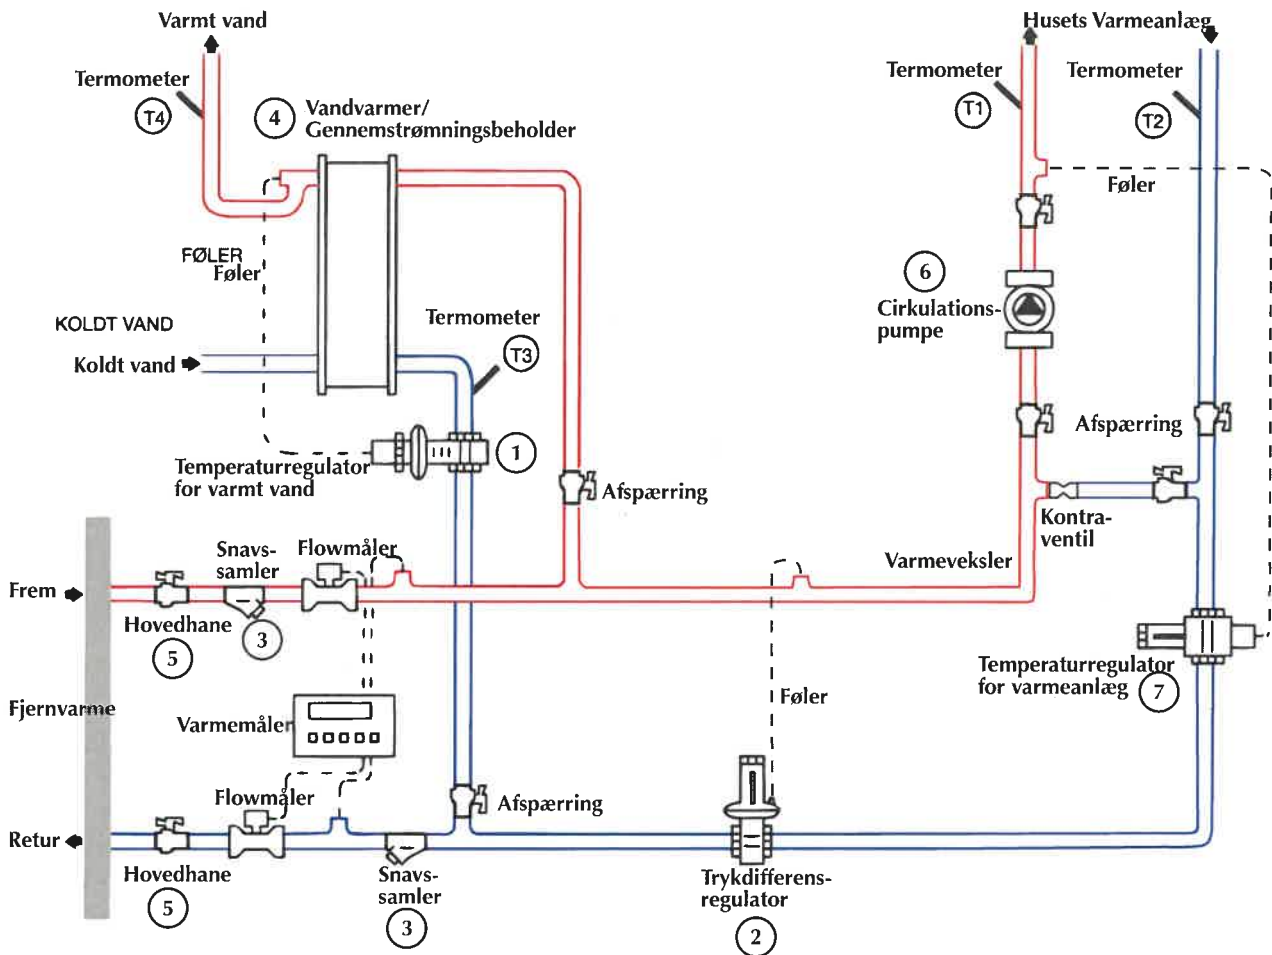 Varmt vand
Husets Varmeanlæg
Termometer
T4
4
Vandvarmer/
Gennemstrømningsbeholder
Termometer
T1
Termometer
T2
Føler
FØLER
Føler
6
Cirkulations-
pumpe
KOLDT VAND
Koldt vand
Termometer
T3
1
Temperaturregulator
for varmt vand
Afspærring
Afspærring
Kontra-
ventil
Varmeveksler
Frem
Snavs-
samler
Flowmåler
Hovedhane
5
3
Temperaturregulator
for varmeanlæg
7
Fjernvarme
Varmemåler
Føler
Flowmåler
Afspærring
Retur
Hovedhane
5
Snavs-
samler
3
Trykdifferens-
regulator
2